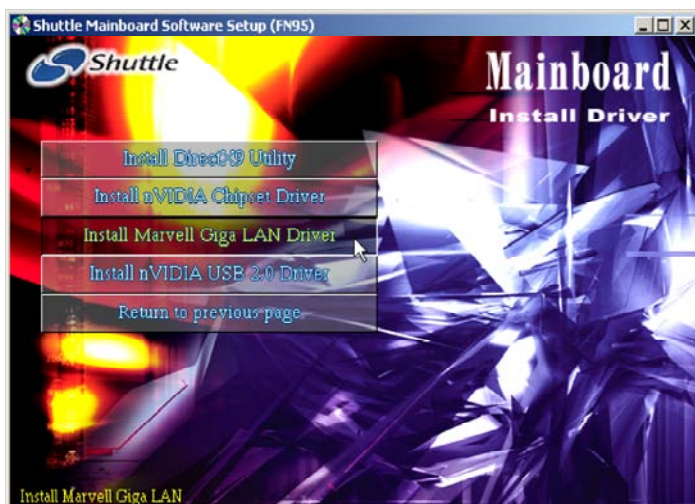 Shuttle Mainboard Software Setup (FN95)
Shuttle
Mainboard
Install Driver
Install DirectX9 Utility
Install nVIDIA Chipset Driver
Install Marvell Giga LAN Driver
Install nVIDIA USB 2.0 Driver
Return to previous page
Install Marvell Giga LAN